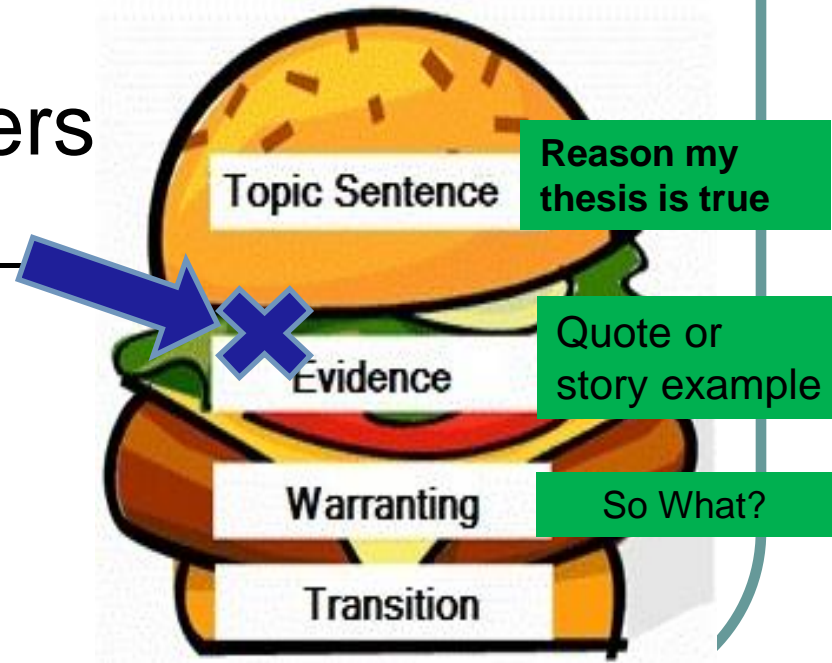 ers
Topic Sentence
Reason my
thesis is true
Evidence
Quote or
story example
Warranting
So What?
Transition